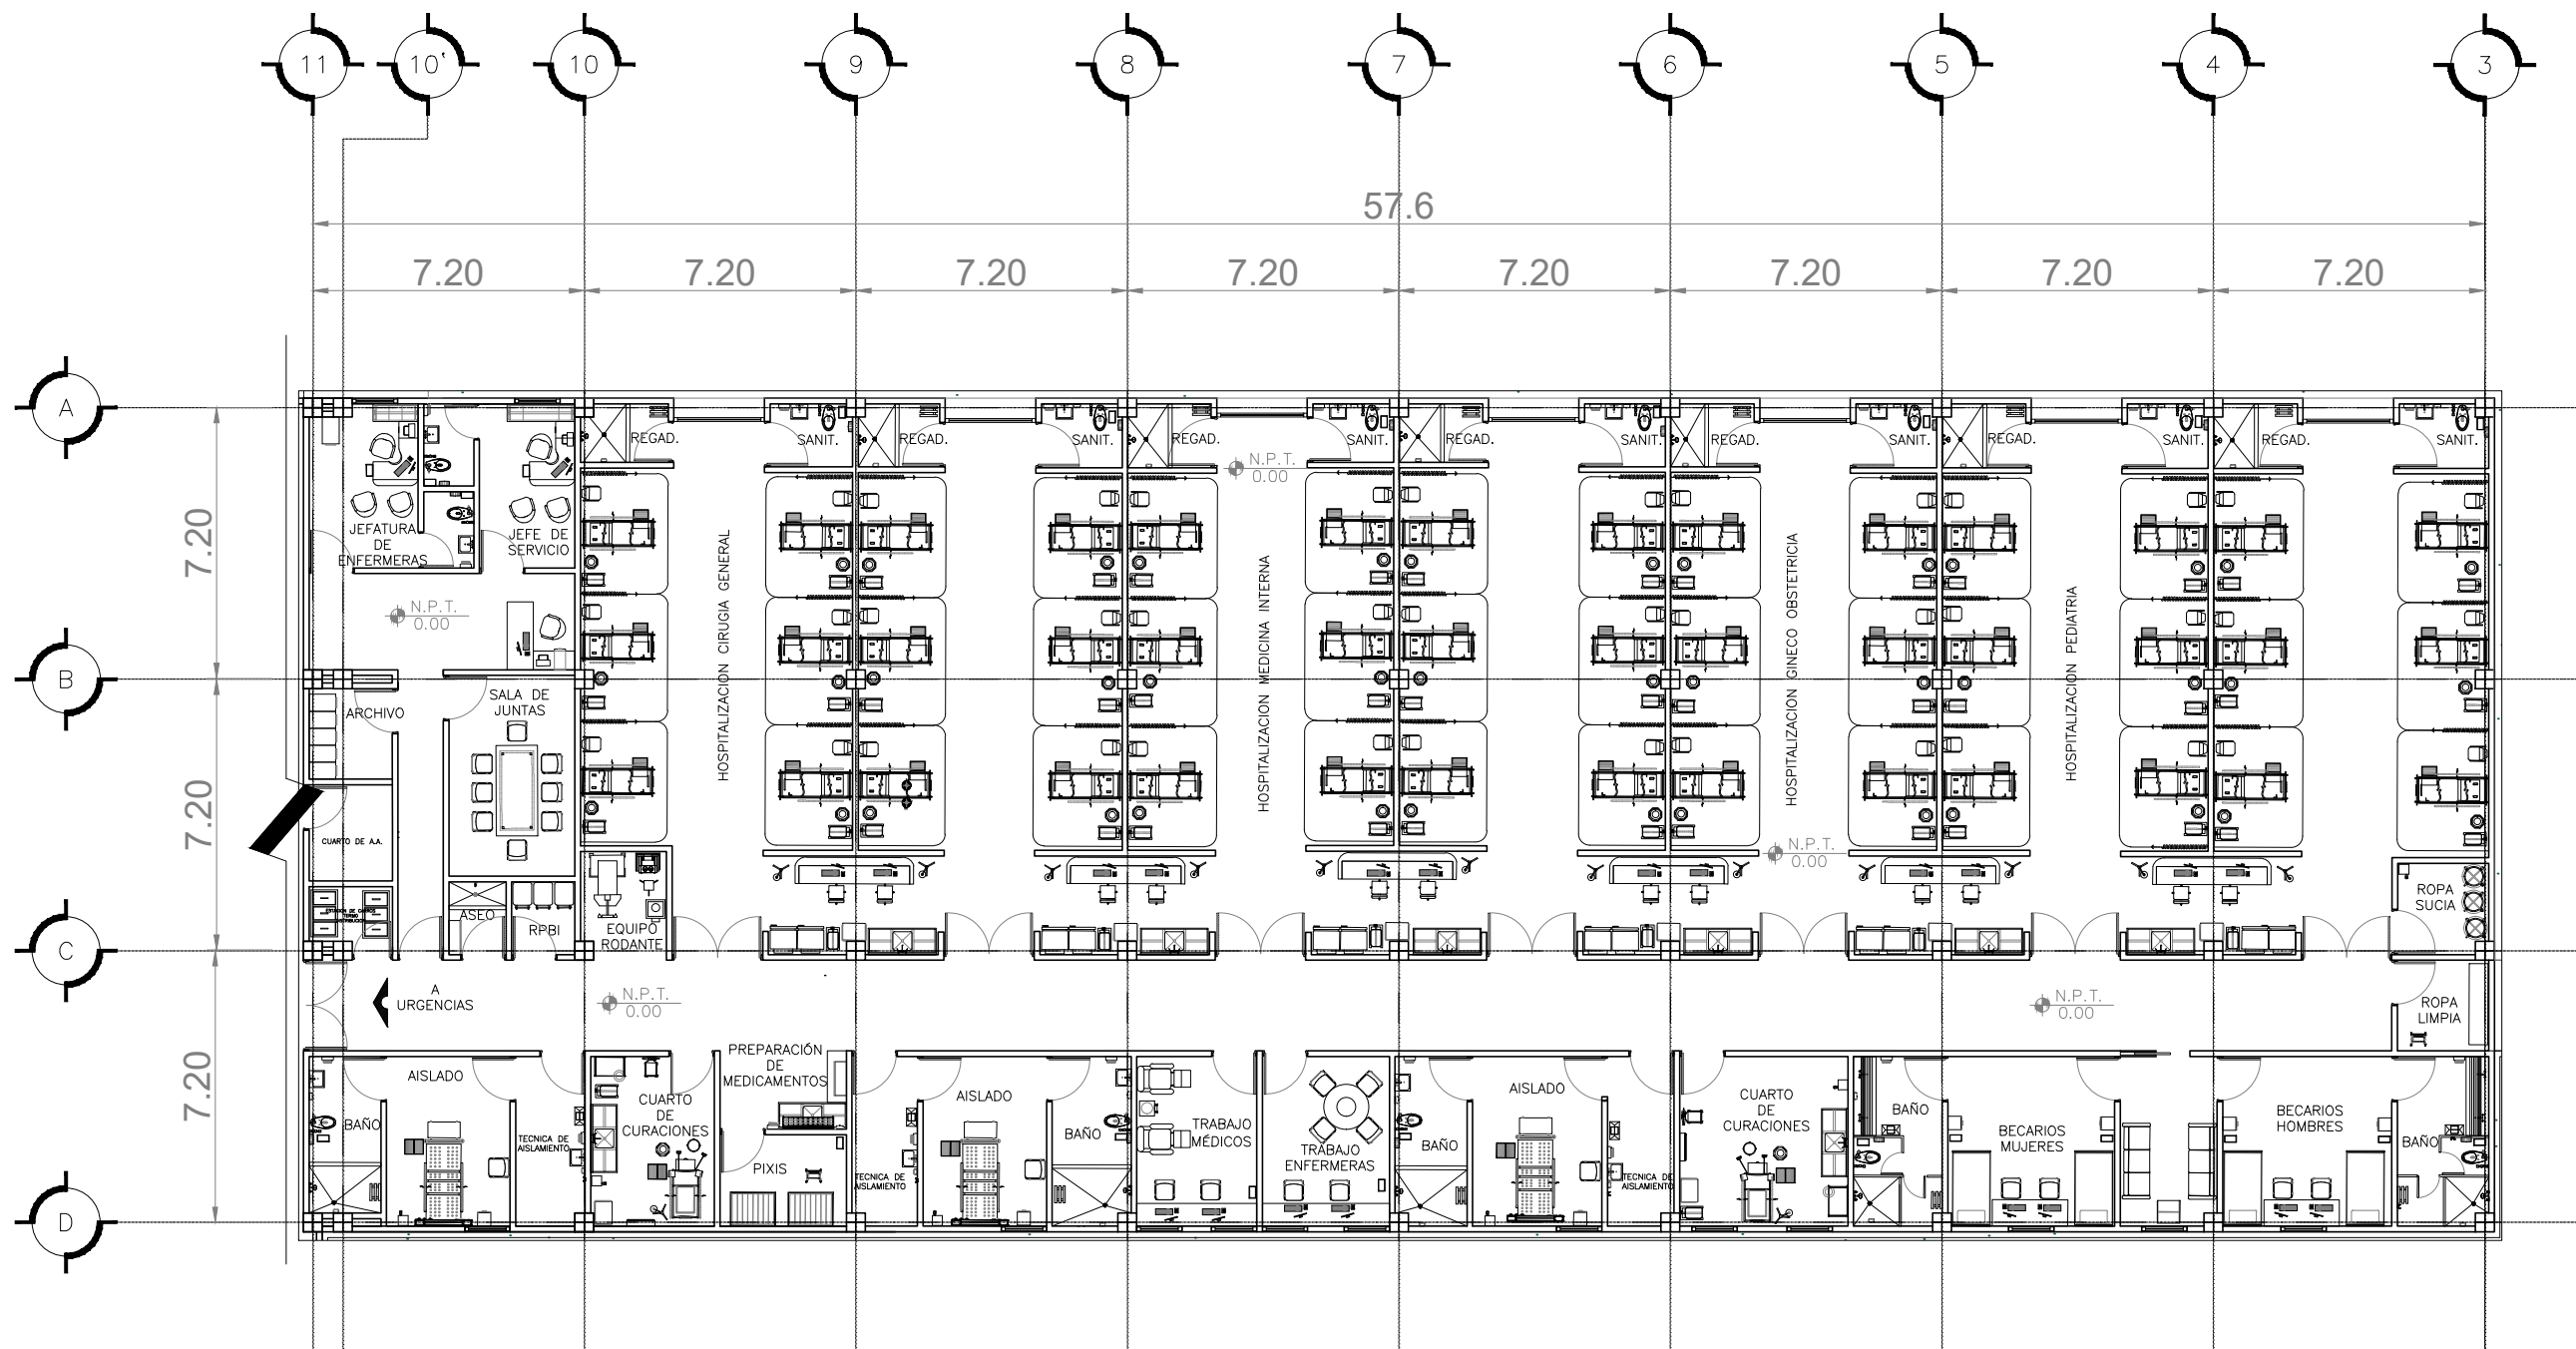 11
10'
10
9
8
7
6
5
4
3
57.6
7.20
7.20
7.20
7.20
7.20
7.20
7.20
7.20
A
B
C
D
7.20
7.20
7.20
REGAD.
SANIT.
REGAD.
SANIT.
REGAD.
SANIT.
REGAD.
SANIT.
REGAD.
SANIT.
REGAD.
SANIT.
REGAD.
SANIT.
N.P.T.
0.00
JEFATURA
DE
ENFERMERAS
JEFE DE
SERVICIO
N.P.T.
0.00
HOSPITALIZACION CIRUGIA GENERAL
HOSPITALIZACION MEDICINA INTERNA
HOSPITALIZACION GINECO OBSTETRICIA
HOSPITALIZACION PEDIATRIA
SALA DE
JUNTAS
ARCHIVO
CUARTO DE A.A.
N.P.T.
0.00
ASEO
RPBI
EQUIPO
RODANTE
ROPA
SUCIA
A
URGENCIAS
N.P.T.
0.00
N.P.T.
0.00
ROPA
LIMPIA
AISLADO
BAÑO
TECNICA DE
AISLAMIENTO
CUARTO
DE
CURACIONES
PREPARACIÓN
DE
MEDICAMENTOS
PIXIS
TECNICA DE
AISLAMIENTO
AISLADO
BAÑO
TRABAJO
MÉDICOS
TRABAJO
ENFERMERAS
BAÑO
AISLADO
TECNICA DE
AISLAMIENTO
CUARTO
DE
CURACIONES
BAÑO
BECARIOS
MUJERES
BECARIOS
HOMBRES
BAÑO